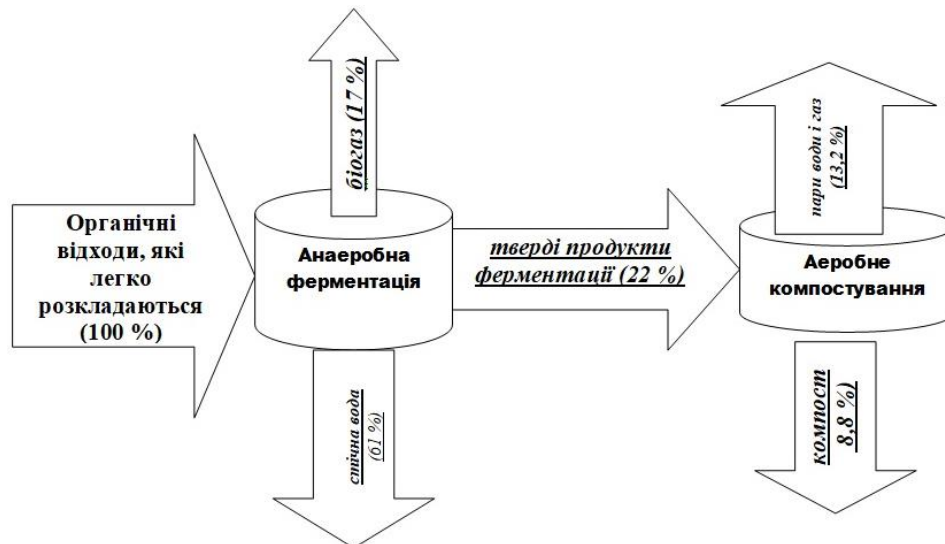 Органічні
відходи, які
легко
розкладаються
(100 %)
біогаз (17 %)
Анаеробна
ферментація
стічна вода
(61 %)
тверді продукти
ферментації (22 %)
пари води і газ
(13,2 %)
Аеробне
компостування
компост
8,8 %)